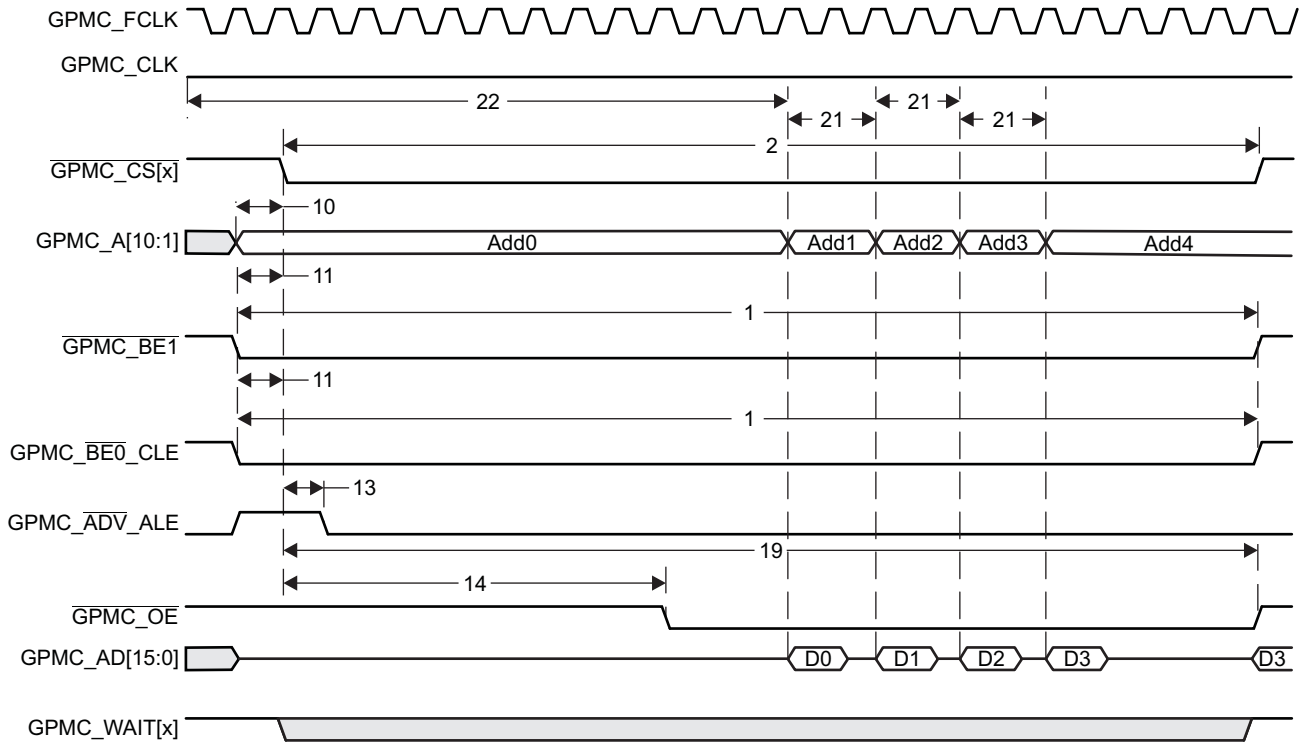 GPMC_FCLK
GPMC_CLK
22
21
21
21
2
GPMC_CS[x]
10
GPMC_A[10:1]
Add0
Add1
Add2
Add3
Add4
11
1
GPMC_BE1
11
1
GPMC_BE0_CLE
13
GPMC_ADV_ALE
19
14
GPMC_OE
GPMC_AD[15:0]
D0
D1
D2
D3
D3
GPMC_WAIT[x]